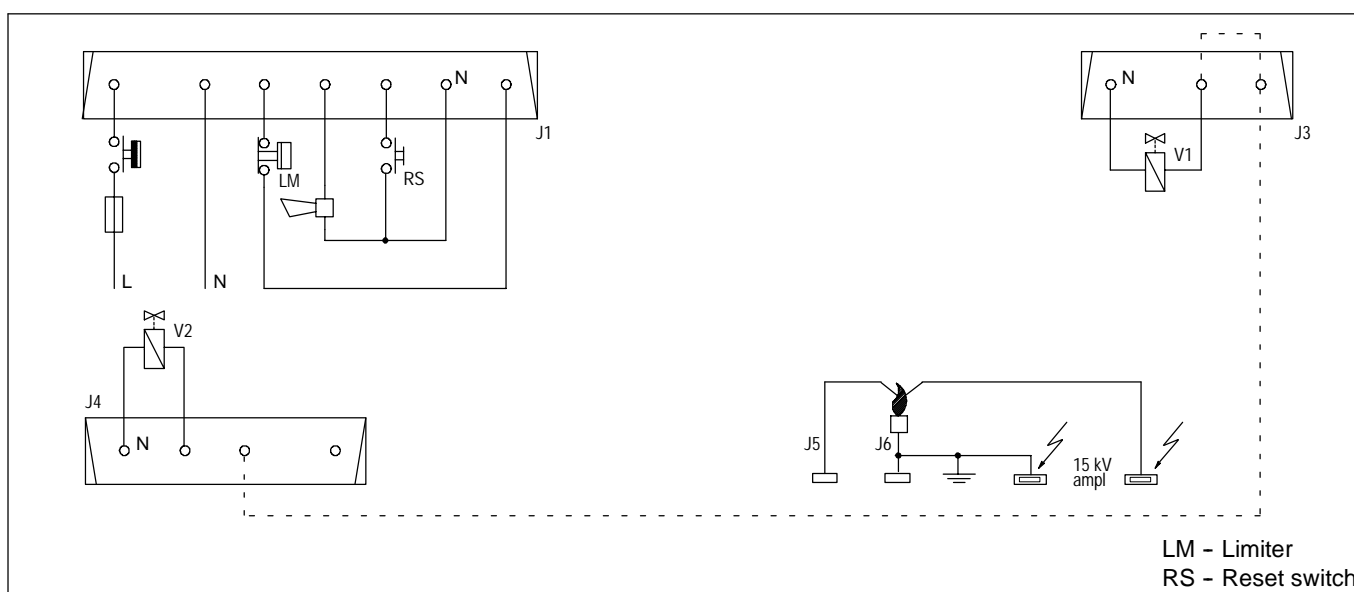 N
J1
LM
RS
L
N
N
V1
J3
V2
J4
N
J5
J6
15 kV
ampl
LM - Limiter
RS - Reset switch